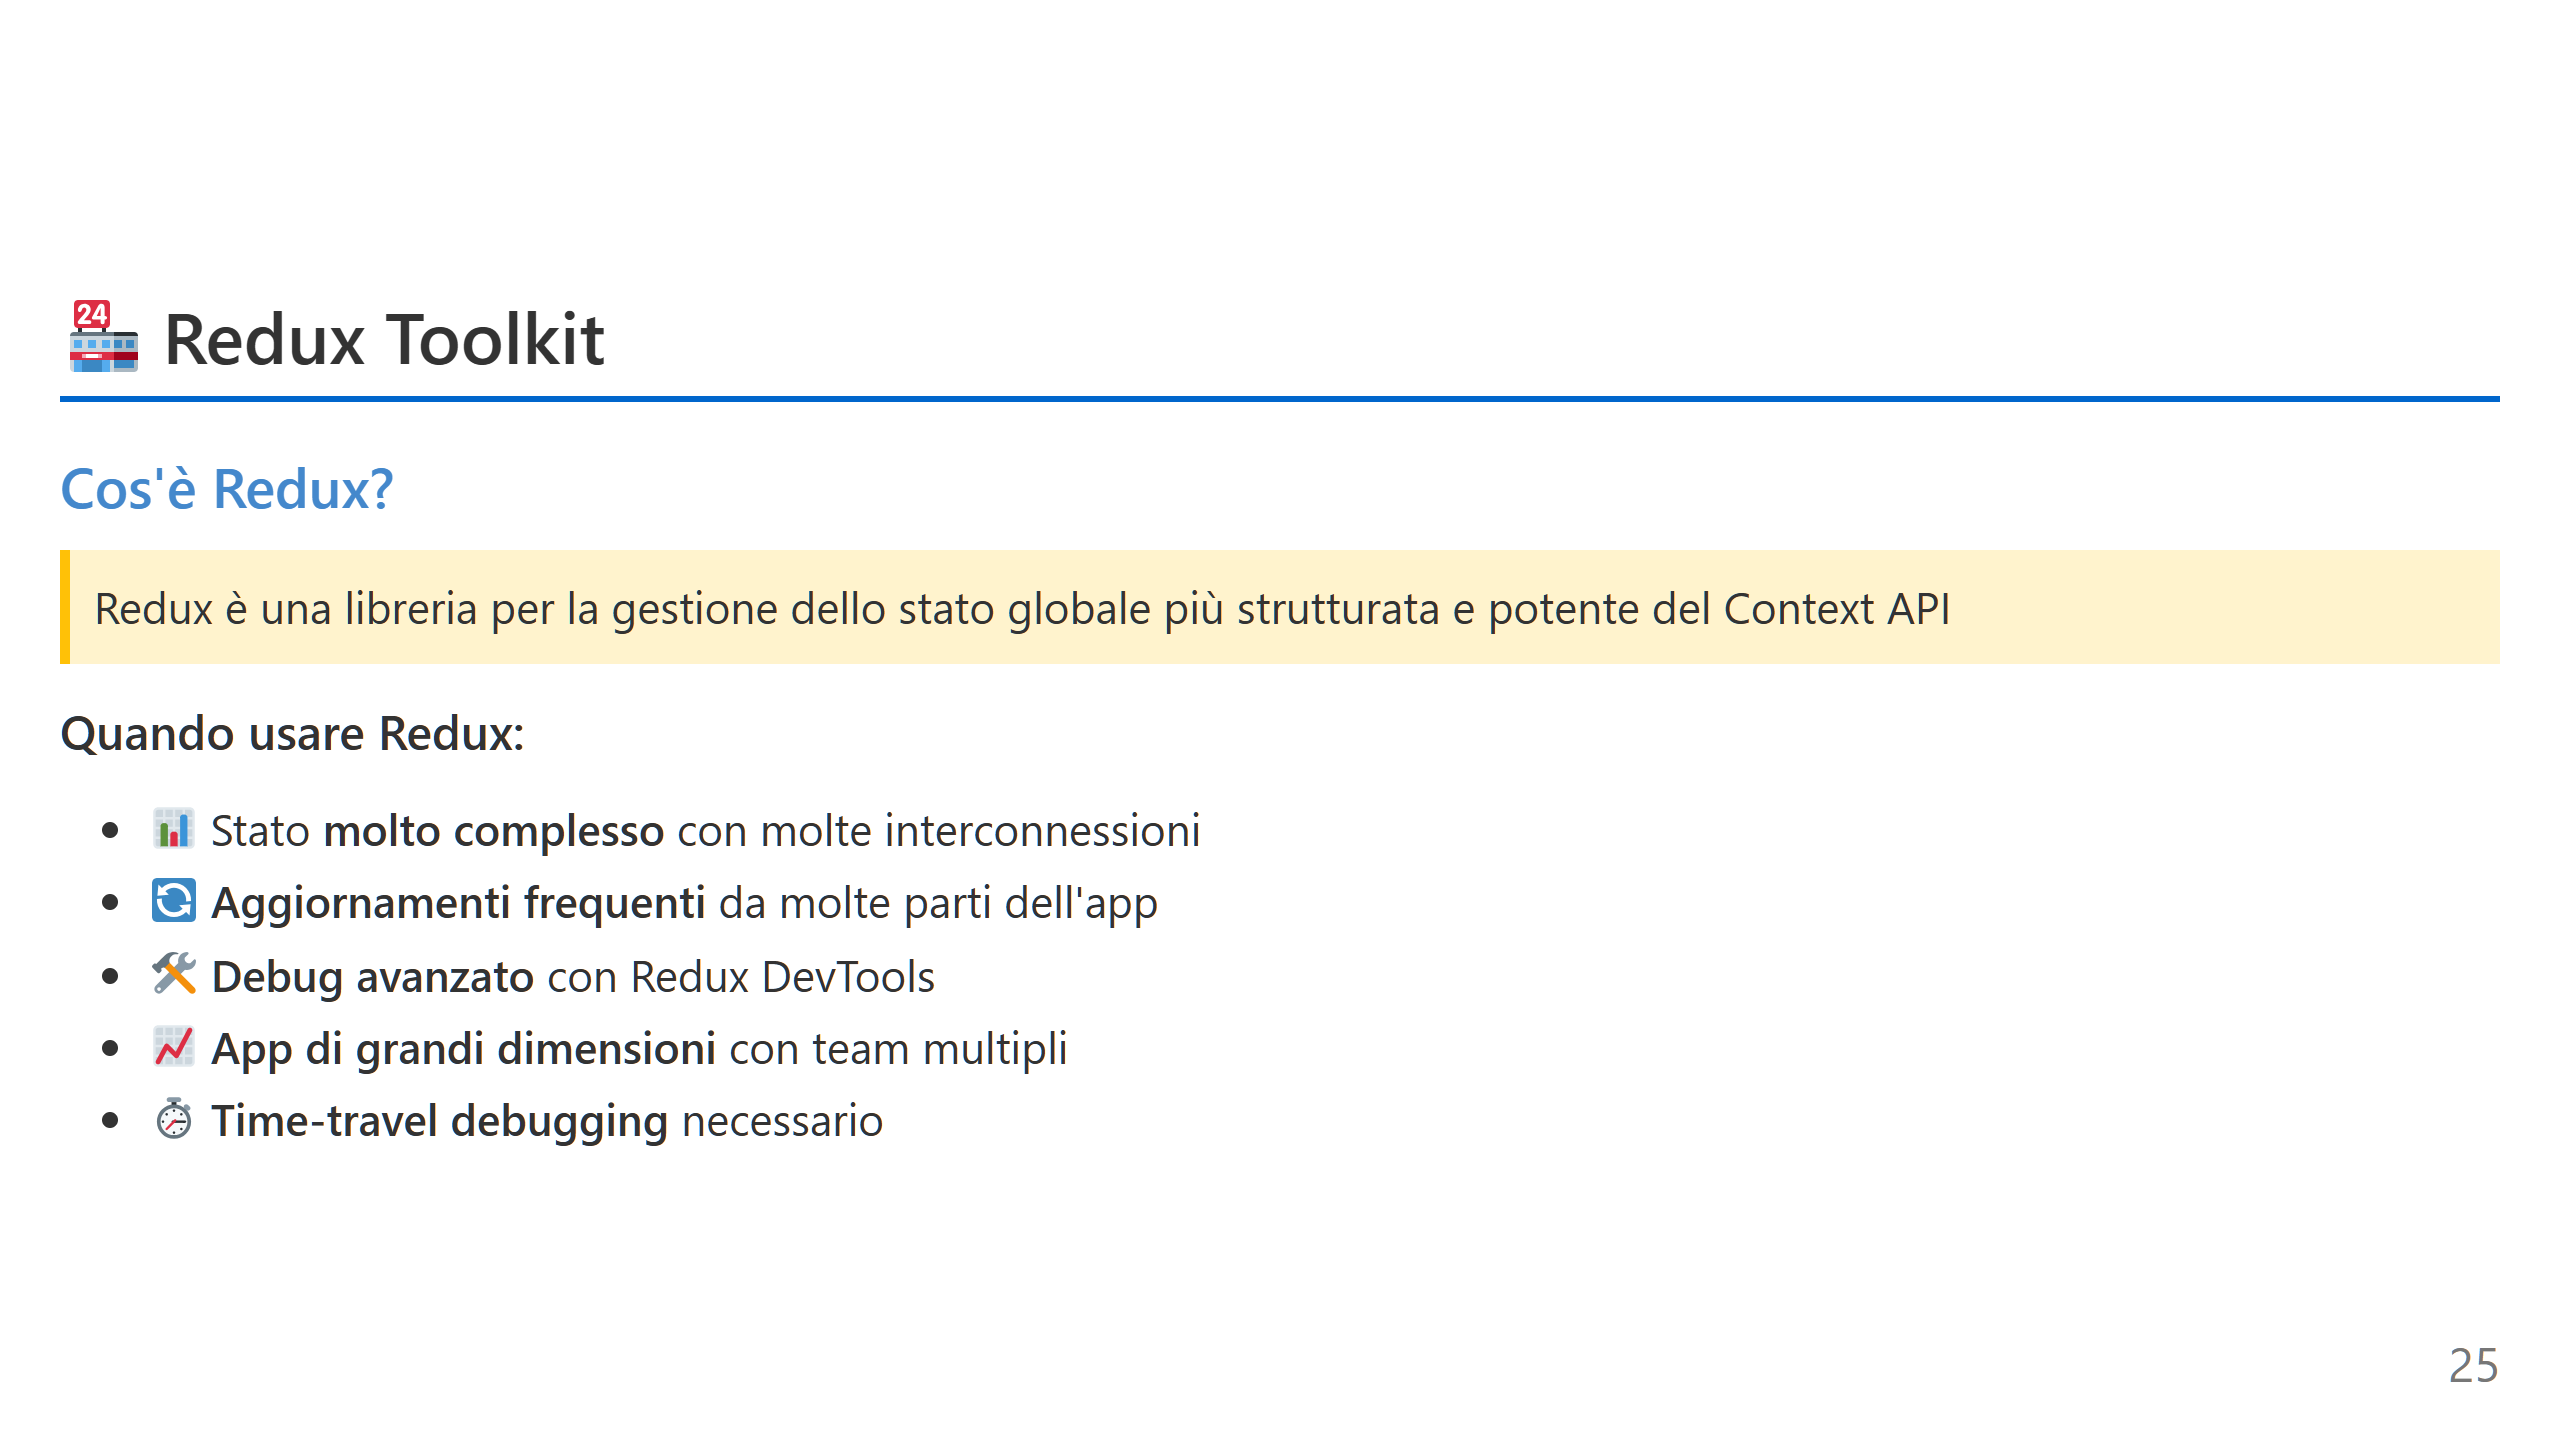 24
Redux Toolkit
Cos'è Redux?
Redux è una libreria per la gestione dello stato globale più strutturata e potente del Context API
Quando usare Redux:
Stato molto complesso con molte interconnessioni
Aggiornamenti frequenti da molte parti dell'app
Debug avanzato con Redux DevTools
App di grandi dimensioni con team multipli
Time-travel debugging necessario
25